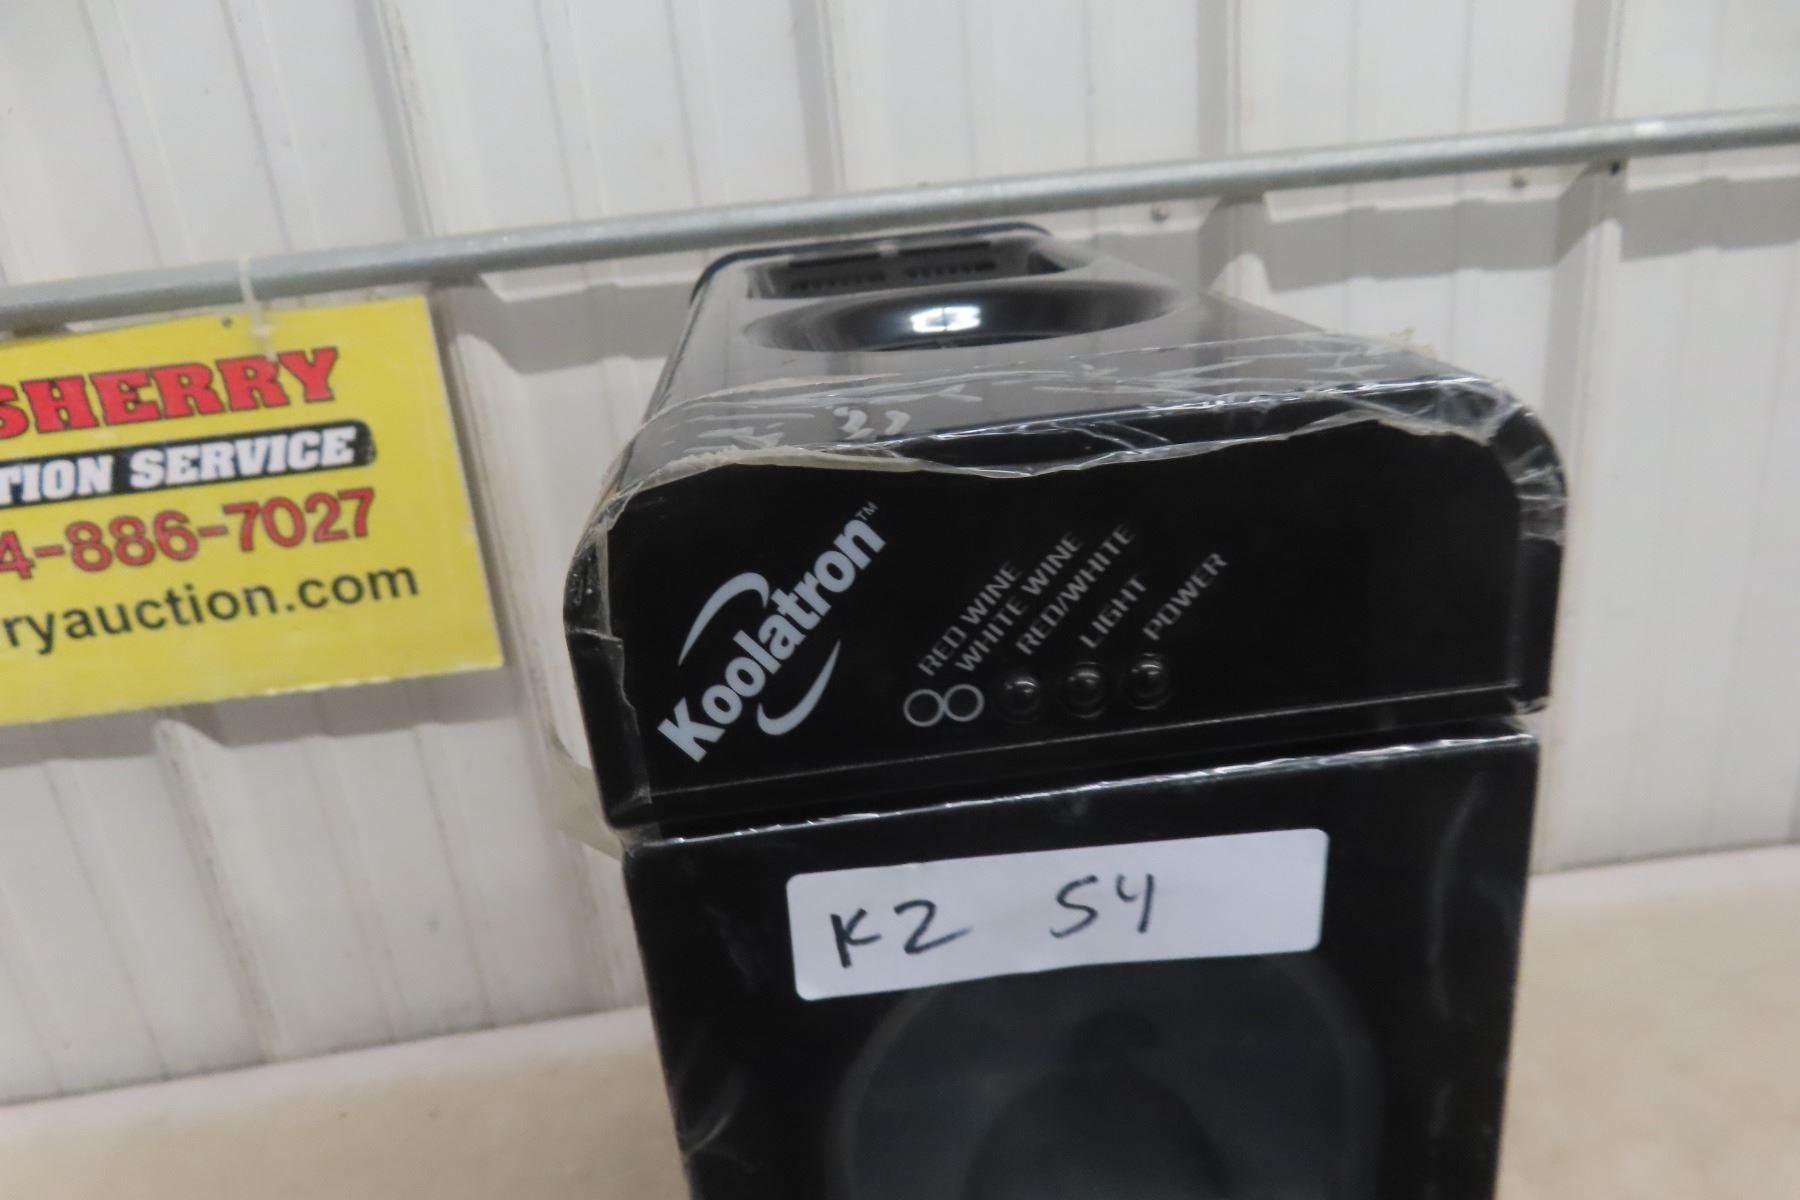 SHERRY
TION SERVICE
4-886-7027
ryauction.com
Koolatron™
RED WINE
WHITE WINE
RED/WHITE
LIGHT
POWER
K2 54